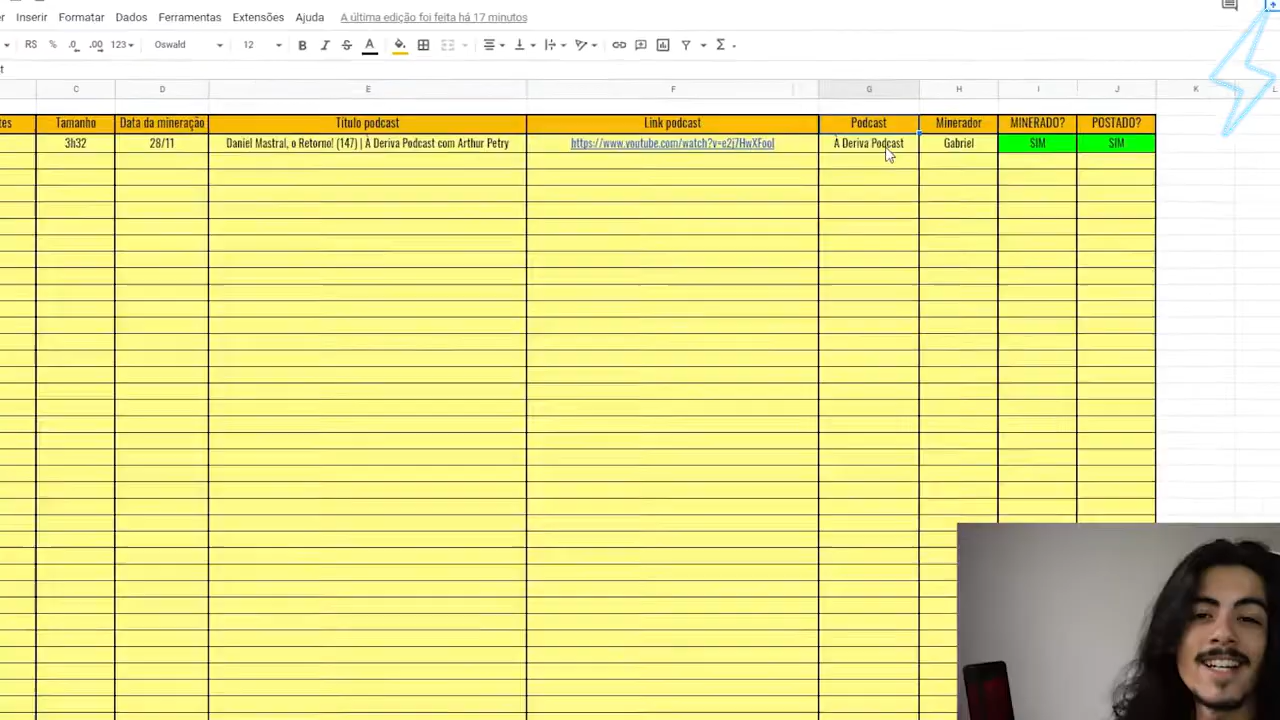 Inserir Formatar Dados Ferramentas Extensões Ajuda A última edição foi feita há 17 minutos
R$ % .0 .00 123 Oswald 12 B I S A Σ
C D E F G H I J K
Tamanho Data da mineração Título podcast Link podcast Podcast Minerador MINERADO? POSTADO?
3h32 28/11 Daniel Mastral, o Retorno! (147) | À Deriva Podcast com Arthur Petry https://www.youtube.com/watch?v=e2j7HwXFooI À Deriva Podcast Gabriel SIM SIM